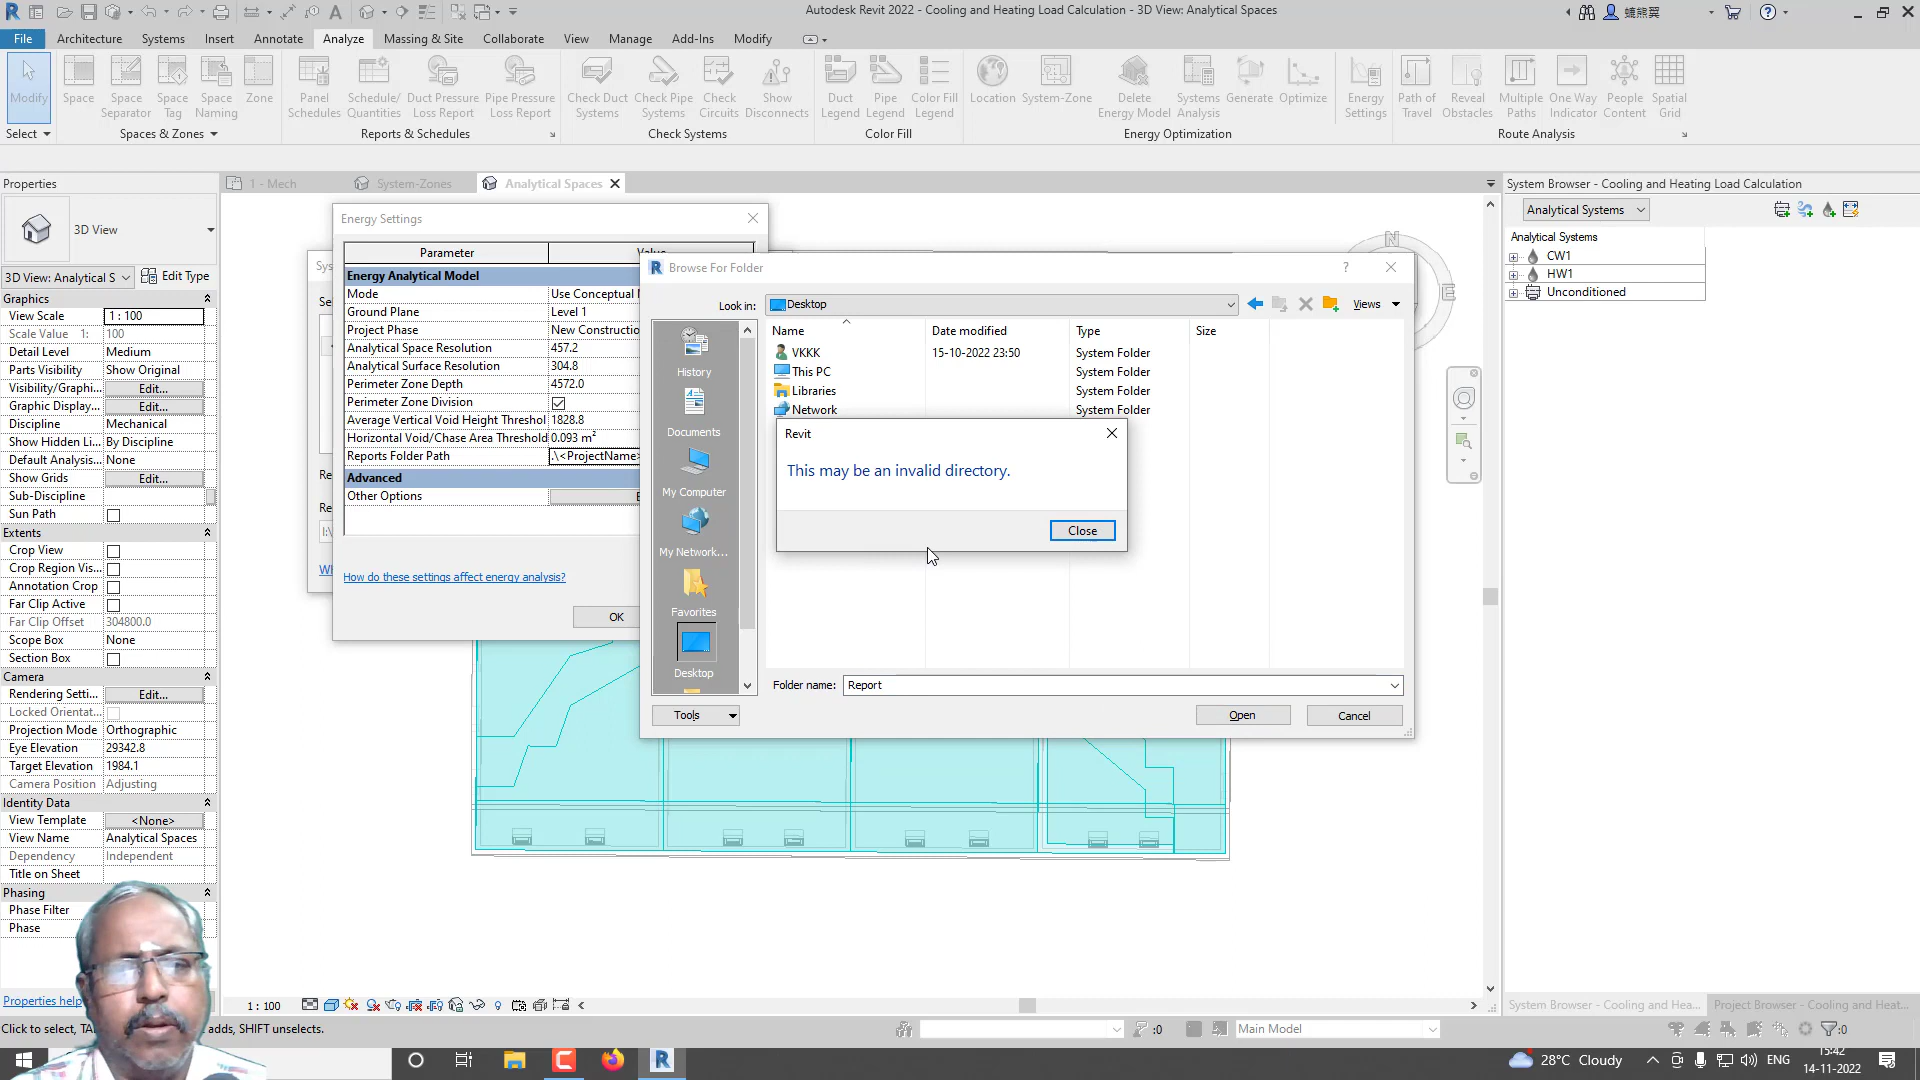 Autodesk Revit 2022 - Cooling and Heating Load Calculation - 3D View: Analytical Spaces
File Architecture Systems Insert Annotate Analyze Massing & Site Collaborate View Manage Add-Ins Modify
Modify
Space
Space Separator
Space Tag
Space Naming
Zone
Panel Schedules
Schedule/ Quantities
Duct Pressure Loss Report
Pipe Pressure Loss Report
Check Duct Systems
Check Pipe Systems
Check Circuits
Show Disconnects
Duct Legend
Pipe Legend
Color Fill Legend
Location
System-Zone
Delete Energy Model
Systems Analysis
Generate
Optimize
Energy Settings
Path of Travel
Reveal Obstacles
Multiple Paths
One Way Indicator
People Content
Spatial Grid
Select
Spaces & Zones
Reports & Schedules
Check Systems
Color Fill
Energy Optimization
Route Analysis
Properties
1 - Mech
System-Zones
Analytical Spaces
System Browser - Cooling and Heating Load Calculation
3D View
3D View: Analytical S
Edit Type
Graphics
View Scale 1 : 100
Scale Value 1: 100
Detail Level Medium
Parts Visibility Show Original
Visibility/Graphi... Edit...
Graphic Display... Edit...
Discipline Mechanical
Show Hidden Li... By Discipline
Default Analysis... None
Show Grids Edit...
Sub-Discipline
Sun Path
Extents
Crop View
Crop Region Vis...
Annotation Crop
Far Clip Active
Far Clip Offset 304800.0
Scope Box None
Section Box
Camera
Rendering Setti... Edit...
Locked Orientat...
Projection Mode Orthographic
Eye Elevation 29342.8
Target Elevation 1984.1
Camera Position Adjusting
Identity Data
View Template <None>
View Name Analytical Spaces
Dependency Independent
Title on Sheet
Phasing
Phase Filter
Phase
Properties help
Energy Settings
Parameter
Energy Analytical Model
Mode Use Conceptual
Ground Plane Level 1
Project Phase New Constructio
Analytical Space Resolution 457.2
Analytical Surface Resolution 304.8
Perimeter Zone Depth 4572.0
Perimeter Zone Division
Average Vertical Void Height Threshol 1828.8
Horizontal Void/Chase Area Threshold 0.093 m²
Reports Folder Path .\<ProjectName>
Advanced
Other Options
How do these settings affect energy analysis?
OK
Browse For Folder
Look in: Desktop
Views
Name Date modified Type Size
VKKK 15-10-2022 23:50 System Folder
This PC System Folder
Libraries System Folder
Network System Folder
History
Documents
My Computer
My Network...
Favorites
Desktop
Revit
This may be an invalid directory.
Close
Folder name: Report
Tools
Open
Cancel
N
E
Analytical Systems
Analytical Systems
CW1
HW1
Unconditioned
1 : 100
System Browser - Cooling and Hea...
Project Browser - Cooling and Heat...
adds, SHIFT unselects.
Click to select, TA
:0
Main Model
:0
28°C Cloudy
ENG
15:42
14-11-2022